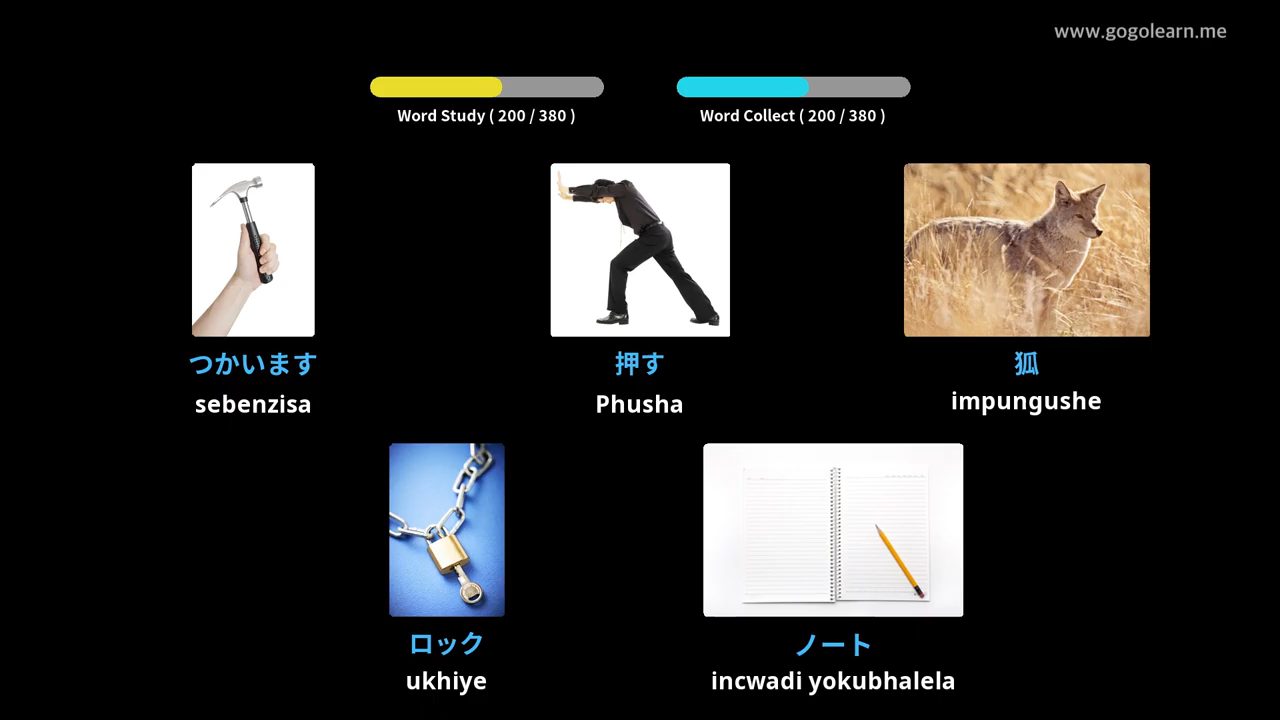 www.gogolearn.me
Word Study ( 200 / 380 )
Word Collect ( 200 / 380 )
つかいます
sebenzisa
押す
Phusha
狐
impungushe
ロック
ukhiye
ノート
incwadi yokubhalela